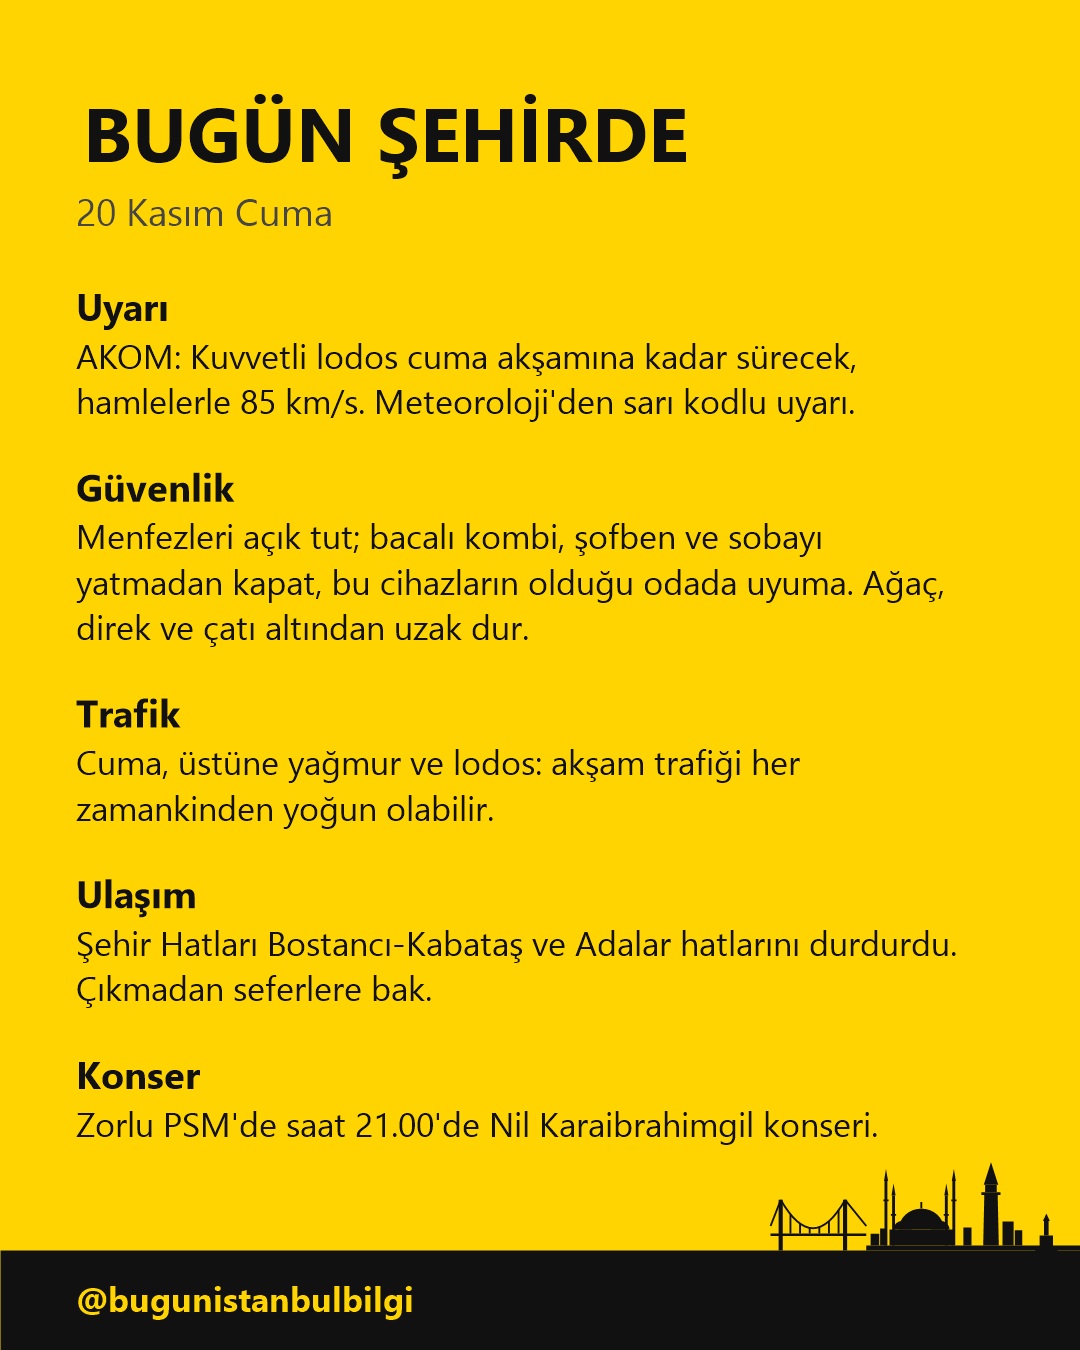 BUGÜN ŞEHİRDE
20 Kasım Cuma
Uyarı
AKOM: Kuvvetli lodos cuma akşamına kadar sürecek,
hamlelerle 85 km/s. Meteoroloji'den sarı kodlu uyarı.
Güvenlik
Menfezleri açık tut; bacalı kombi, şofben ve sobayı
yatmadan kapat, bu cihazların olduğu odada uyuma. Ağaç,
direk ve çatı altından uzak dur.
Trafik
Cuma, üstüne yağmur ve lodos: akşam trafiği her
zamankinden yoğun olabilir.
Ulaşım
Şehir Hatları Bostancı-Kabataş ve Adalar hatlarını durdurdu.
Çıkmadan seferlere bak.
Konser
Zorlu PSM'de saat 21.00'de Nil Karaibrahimgil konseri.
@bugunistanbulbilgi